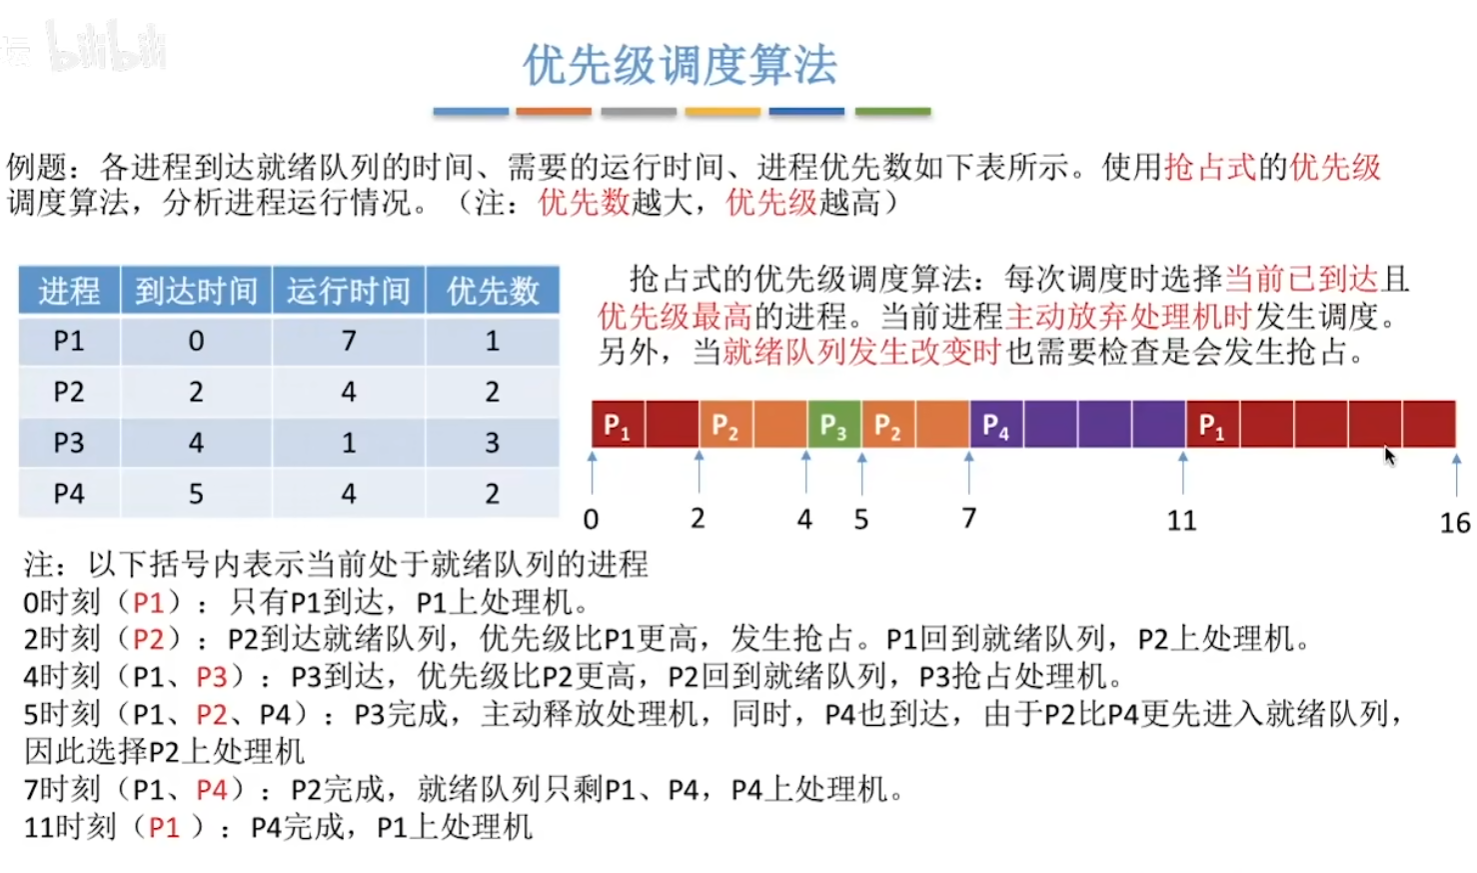 坛 bilibili
优先级调度算法
例题：各进程到达就绪队列的时间、需要的运行时间、进程优先数如下表所示。使用抢占式的优先级
调度算法，分析进程运行情况。（注：优先数越大，优先级越高）
进程 到达时间 运行时间 优先数
P1 0 7 1
P2 2 4 2
P3 4 1 3
P4 5 4 2
抢占式的优先级调度算法：每次调度时选择当前已到达且
优先级最高的进程。当前进程主动放弃处理机时发生调度。
另外，当就绪队列发生改变时也需要检查是会发生抢占。
P1 P2 P3 P2 P4 P1
0 2 4 5 7 11 16
注：以下括号内表示当前处于就绪队列的进程
0时刻（P1）：只有P1到达，P1上处理机。
2时刻（P2）：P2到达就绪队列，优先级比P1更高，发生抢占。P1回到就绪队列，P2上处理机。
4时刻（P1、P3）：P3到达，优先级比P2更高，P2回到就绪队列，P3抢占处理机。
5时刻（P1、P2、P4）：P3完成，主动释放处理机，同时，P4也到达，由于P2比P4更先进入就绪队列，
因此选择P2上处理机
7时刻（P1、P4）：P2完成，就绪队列只剩P1、P4，P4上处理机。
11时刻（P1 ）：P4完成，P1上处理机